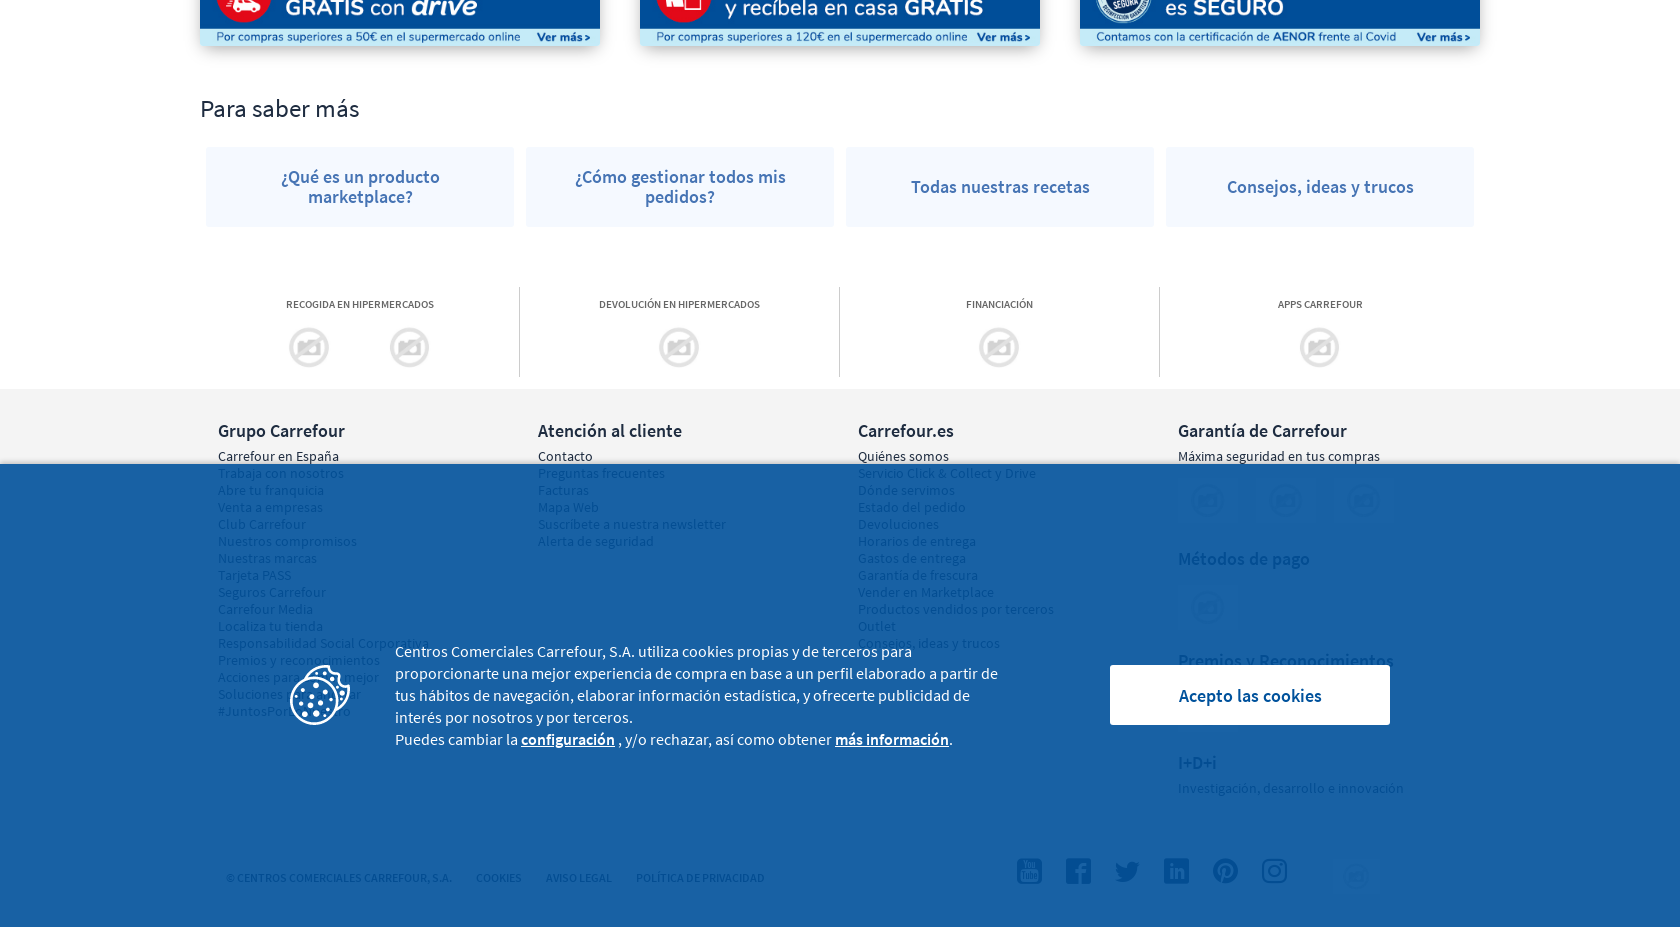 GRATIS con drive
y recíbela en casa GRATIS
SEGURA
es SEGURO
Por compras superiores a 50€ en el supermercado online Ver más >
Por compras superiores a 120€ en el supermercado online Ver más >
Contamos con la certificación de AENOR frente al Covid Ver más >
Para saber más
¿Qué es un producto
marketplace?
¿Cómo gestionar todos mis
pedidos?
Todas nuestras recetas
Consejos, ideas y trucos
RECOGIDA EN HIPERMERCADOS
DEVOLUCIÓN EN HIPERMERCADOS
FINANCIACIÓN
APPS CARREFOUR
Grupo Carrefour
Carrefour en España
Trabaja con nosotros
Abre tu franquicia
Venta a empresas
Club Carrefour
Nuestros compromisos
Nuestras marcas
Tarjeta PASS
Seguros Carrefour
Carrefour Media
Localiza tu tienda
Responsabilidad Social Corporativa
Premios y reconocimientos
Acciones para mejor
Soluciones
Atención al cliente
Contacto
Preguntas frecuentes
Facturas
Mapa Web
Suscríbete a nuestra newsletter
Alerta de seguridad
Carrefour.es
Quiénes somos
Servicio Click & Collect y Drive
Dónde servimos
Estado del pedido
Devoluciones
Horarios de entrega
Gastos de entrega
Garantía de frescura
Vender en Marketplace
Productos vendidos por terceros
Outlet
Consejos, ideas y trucos
Garantía de Carrefour
Máxima seguridad en tus compras
Métodos de pago
Premios y Reconocimientos
I+D+i
Investigación, desarrollo e innovación
Centros Comerciales Carrefour, S.A. utiliza cookies propias y de terceros para
proporcionarte una mejor experiencia de compra en base a un perfil elaborado a partir de
tus hábitos de navegación, elaborar información estadística, y ofrecerte publicidad de
interés por nosotros y por terceros.
Puedes cambiar la configuración , y/o rechazar, así como obtener más información.
Acepto las cookies
© CENTROS COMERCIALES CARREFOUR, S.A. COOKIES AVISO LEGAL POLÍTICA DE PRIVACIDAD
You
Tube